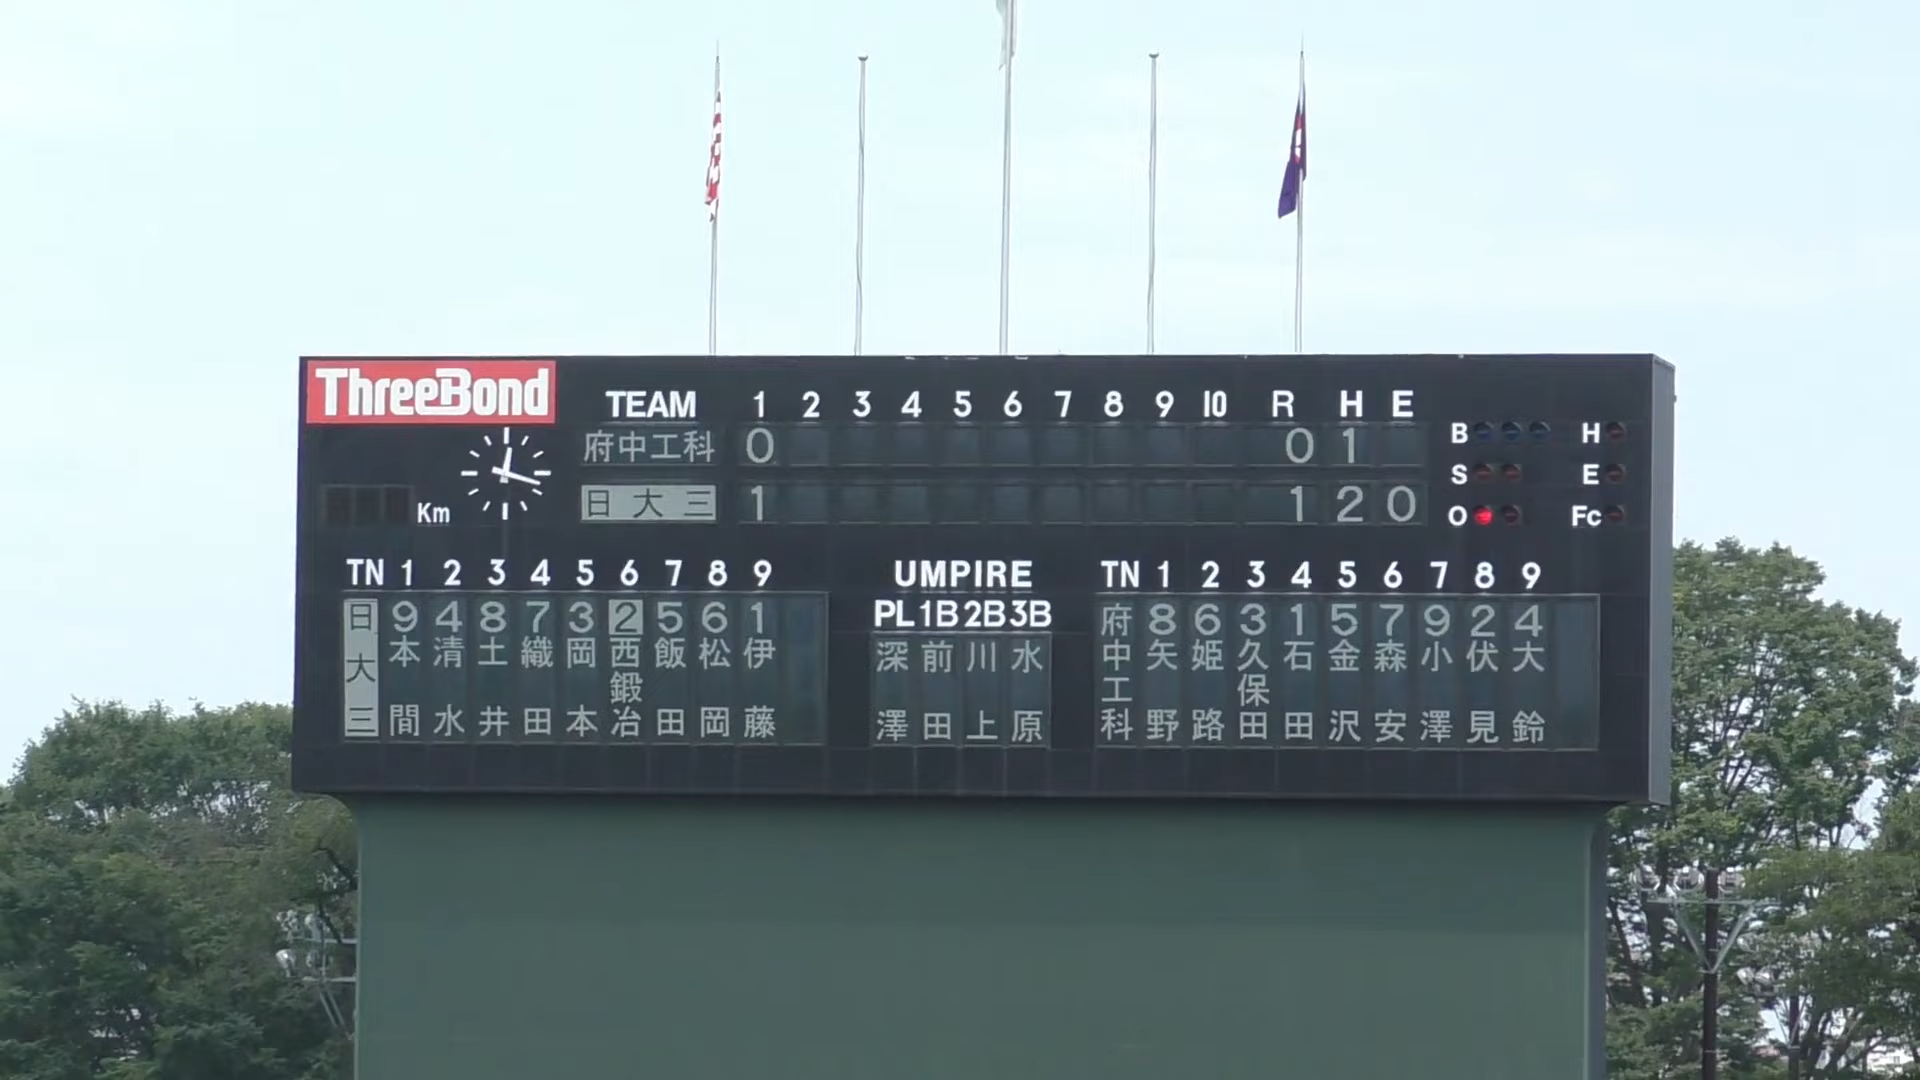 ThreeBond
TEAM 1 2 3 4 5 6 7 8 9 10 R H E
府中工科 0 0 1
日大三 1 1 2 0
B H
S E
O Fc
Km
TN 1 2 3 4 5 6 7 8 9
日大三
9 本間
4 清水
8 土井
7 織田
3 岡本
2 西鍛冶
5 飯田
6 松岡
1 伊藤
UMPIRE
PL 1B 2B 3B
深澤
前田
川上
水原
TN 1 2 3 4 5 6 7 8 9
府中工科
8 矢野
6 姫路
3 久保田
1 石田
5 金沢
7 森安
9 小澤
2 伏見
4 大鈴